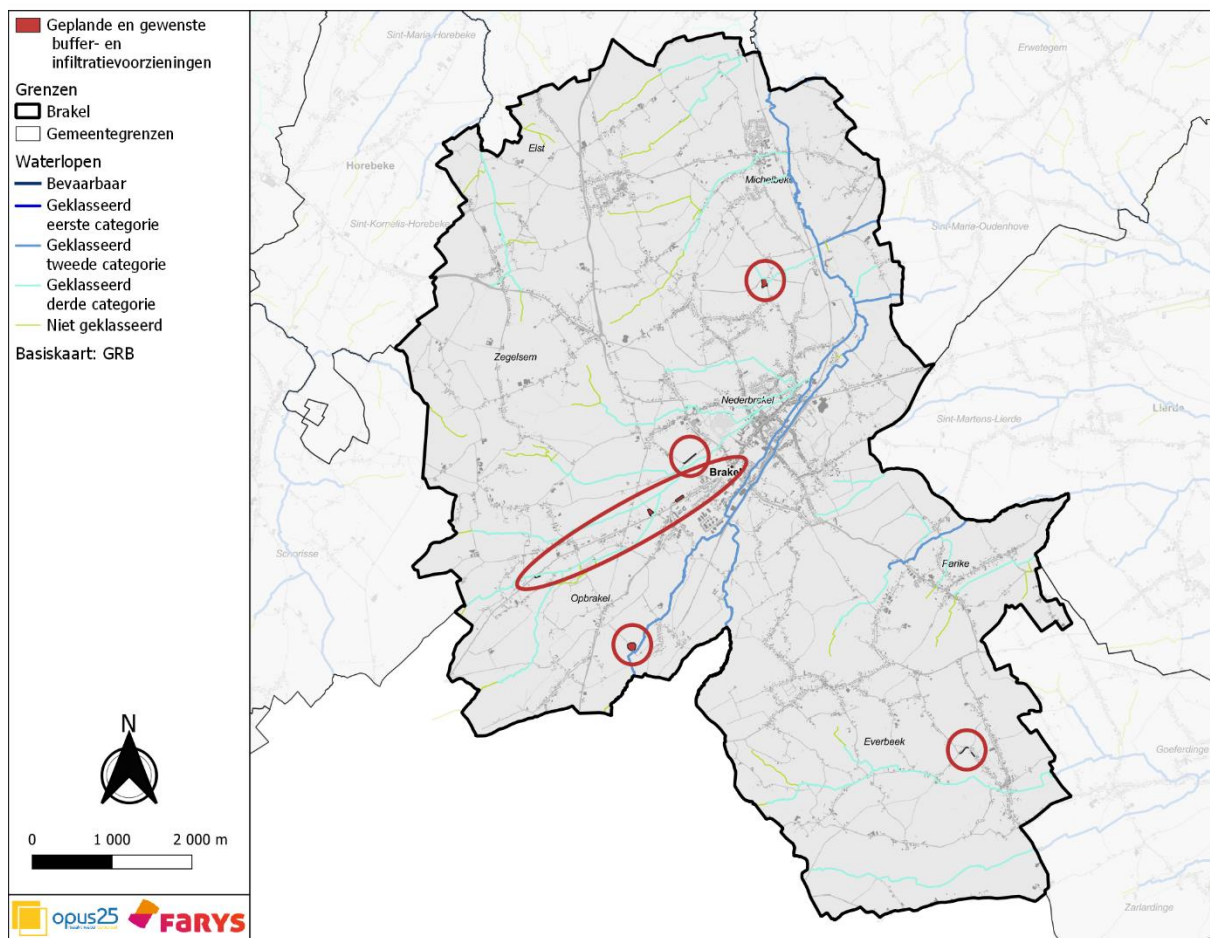 Geplande en gewenste
buffer- en
infiltratievoorzieningen
Grenzen
Brakel
Gemeentegrenzen
Waterlopen
Bevaarbaar
Geklasseerd
eerste categorie
Geklasseerd
tweede categorie
Geklasseerd
derde categorie
Niet geklasseerd
Basiskaart: GRB
N
0 1 000 2 000 m
opus25
FARYS
Sint-Maria-Horebeke
Erwetegem
Elst
Horebeke
Michelbeke
Sint-Kornelis-Horebeke
Sint-Maria-Oudenhove
Zegelsem
Nederbrakel
Lierde
Sint-Martens-Lierde
Brakel
Schorisse
Parike
Opbrakel
Everbeek
Goeferdinge
Zarlardinge